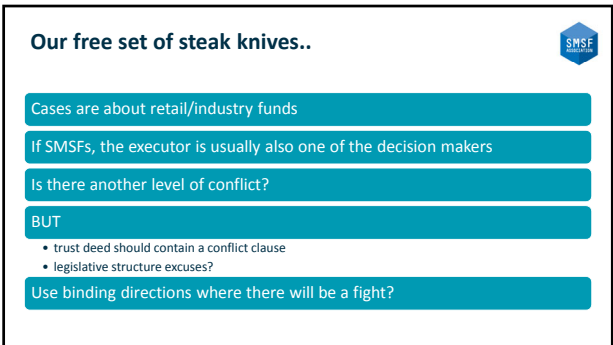 Our free set of steak knives..
SMSF
ASSOCIATION
Cases are about retail/industry funds
If SMSFs, the executor is usually also one of the decision makers
Is there another level of conflict?
BUT
• trust deed should contain a conflict clause
• legislative structure excuses?
Use binding directions where there will be a fight?